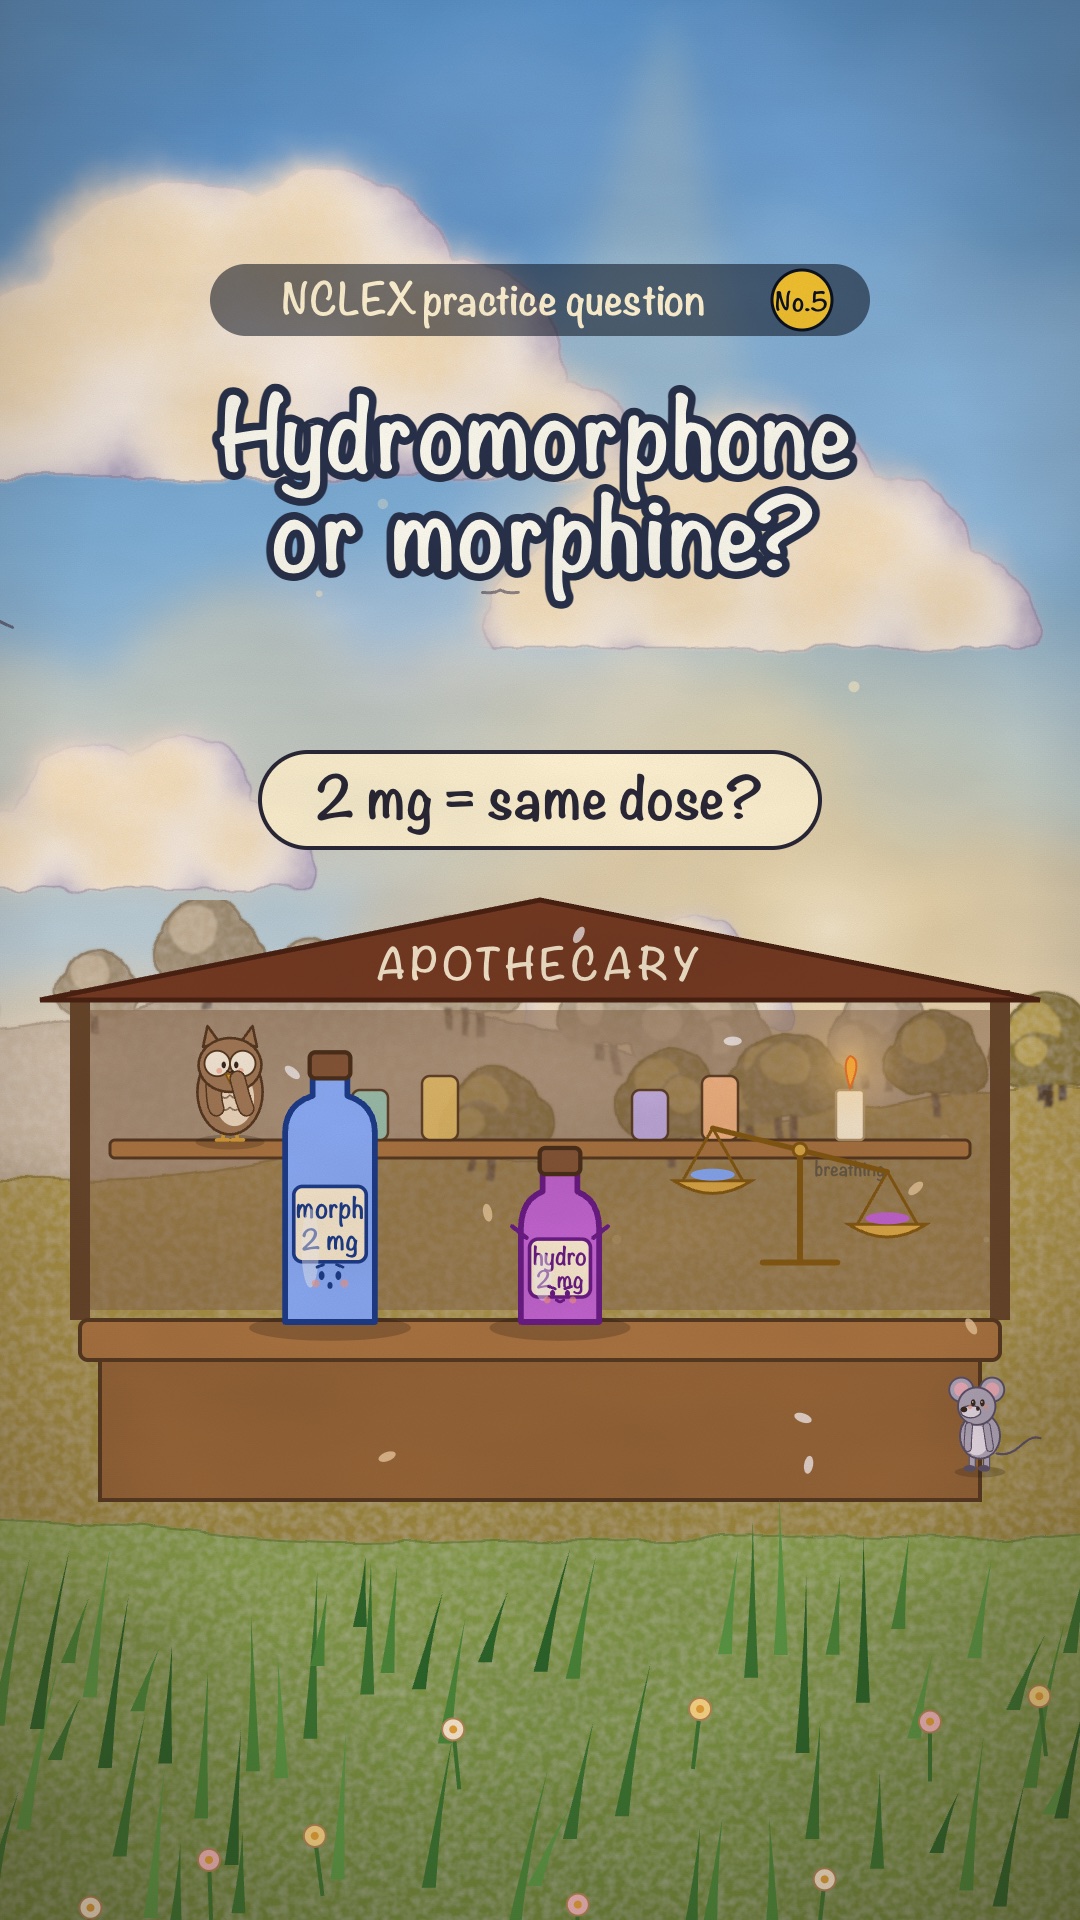 NCLEX practice question No.5
Hydromorphone
or morphine?
2 mg = same dose?
APOTHECARY
breathing
morph
2 mg
hydro
2 mg